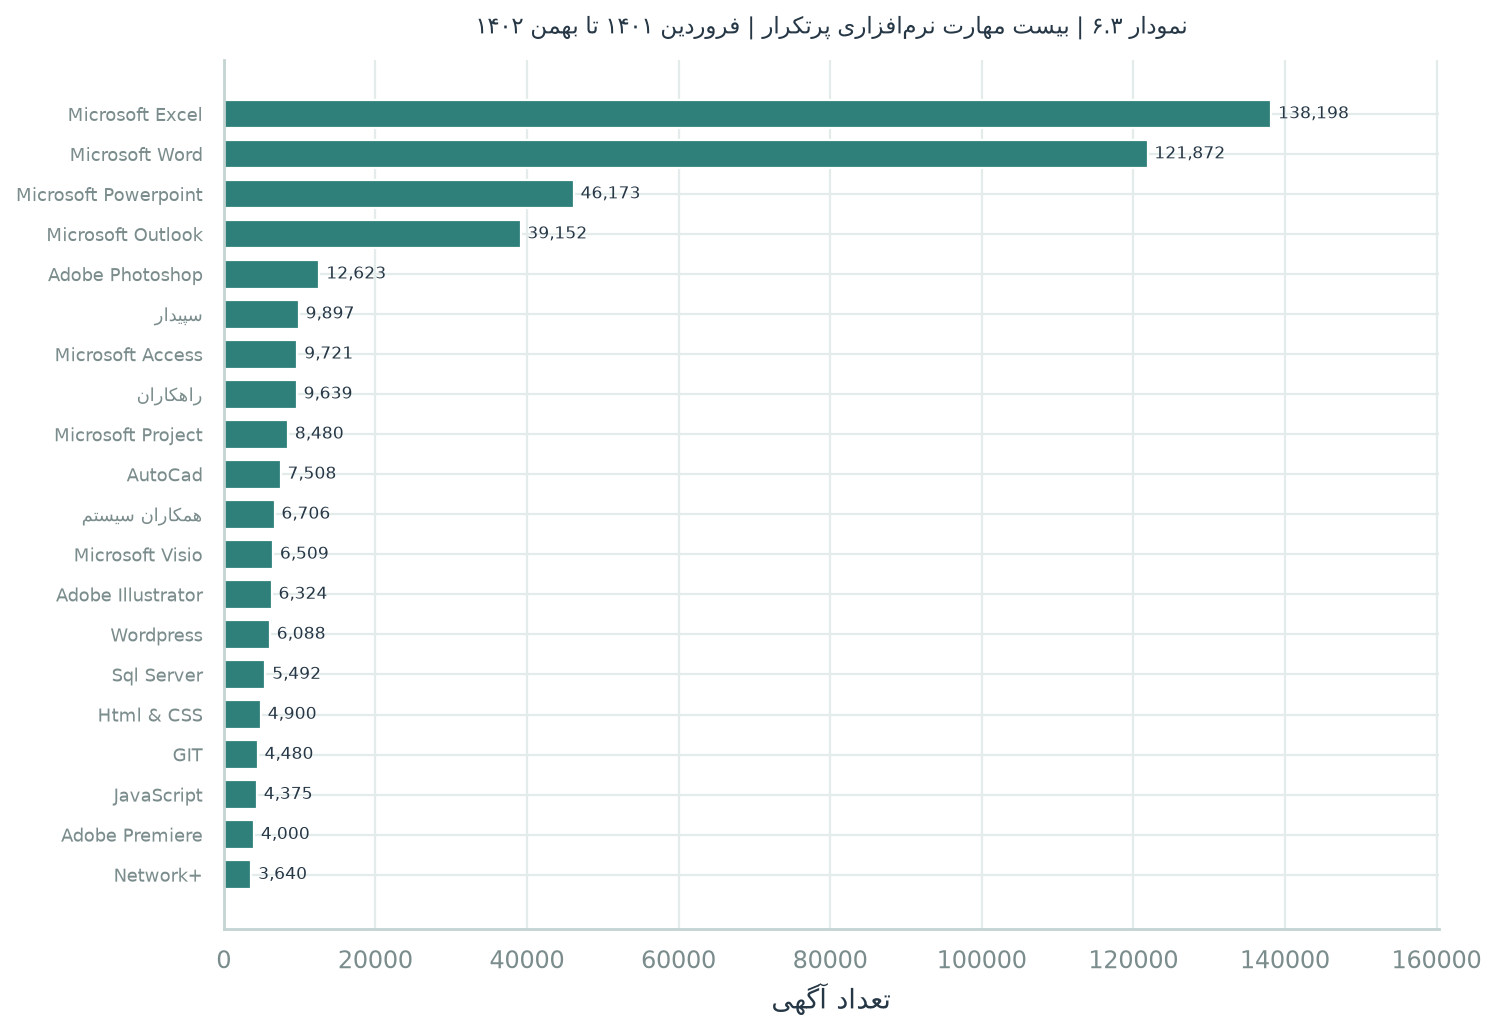 نمودار ۶.۳ | بیست مهارت نرم‌افزاری پرتکرار | فروردین ۱۴۰۱ تا بهمن ۱۴۰۲
Microsoft Excel 138,198
Microsoft Word 121,872
Microsoft Powerpoint 46,173
Microsoft Outlook 39,152
Adobe Photoshop 12,623
سپیدار 9,897
Microsoft Access 9,721
راهکاران 9,639
Microsoft Project 8,480
AutoCad 7,508
همکاران سیستم 6,706
Microsoft Visio 6,509
Adobe Illustrator 6,324
Wordpress 6,088
Sql Server 5,492
Html & CSS 4,900
GIT 4,480
JavaScript 4,375
Adobe Premiere 4,000
Network+ 3,640
0 20000 40000 60000 80000 100000 120000 140000 160000
تعداد آگهی